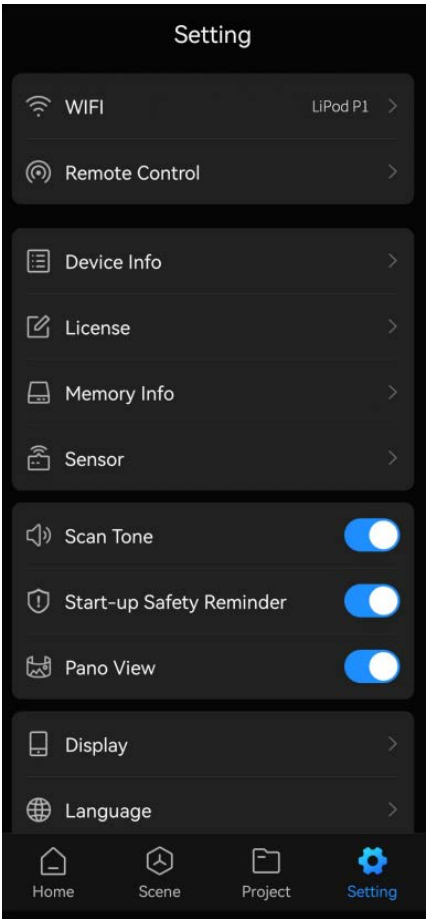 Setting
WIFI LiPod P1
Remote Control
Device Info
License
Memory Info
Sensor
Scan Tone
Start-up Safety Reminder
Pano View
Display
Language
Home Scene Project Setting